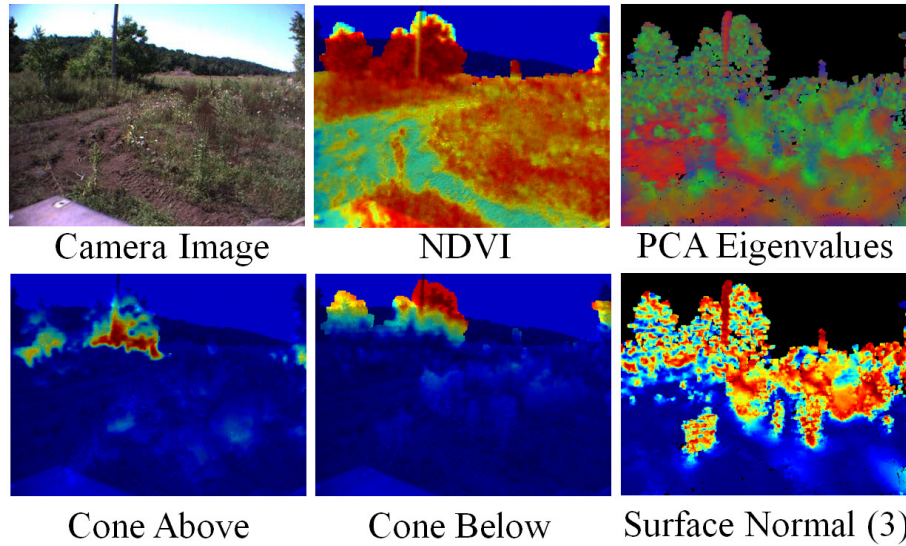 Camera Image
NDVI
PCA Eigenvalues
Cone Above
Cone Below
Surface Normal (3)